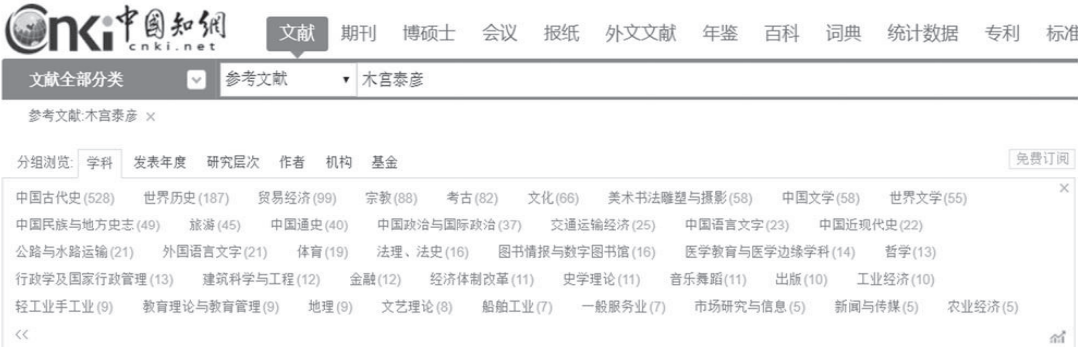 Cnki中國知網
cnki.net
文献 期刊 博硕士 会议 报纸 外文文献 年鉴 百科 词典 统计数据 专利 标准
文献全部分类 参考文献 木宫泰彦
参考文献:木宫泰彦 ×
分组浏览: 学科 发表年度 研究层次 作者 机构 基金 免费订阅
中国古代史(528) 世界历史(187) 贸易经济(99) 宗教(88) 考古(82) 文化(66) 美术书法雕塑与摄影(58) 中国文学(58) 世界文学(55) ×
中国民族与地方史志(49) 旅游(45) 中国通史(40) 中国政治与国际政治(37) 交通运输经济(25) 中国语言文字(23) 中国近现代史(22)
公路与水路运输(21) 外国语言文字(21) 体育(19) 法理、法史(16) 图书情报与数字图书馆(16) 医学教育与医学边缘学科(14) 哲学(13)
行政学及国家行政管理(13) 建筑科学与工程(12) 金融(12) 经济体制改革(11) 史学理论(11) 音乐舞蹈(11) 出版(10) 工业经济(10)
轻工业手工业(9) 教育理论与教育管理(9) 地理(9) 文艺理论(8) 船舶工业(7) 一般服务业(7) 市场研究与信息(5) 新闻与传媒(5) 农业经济(5)
<<